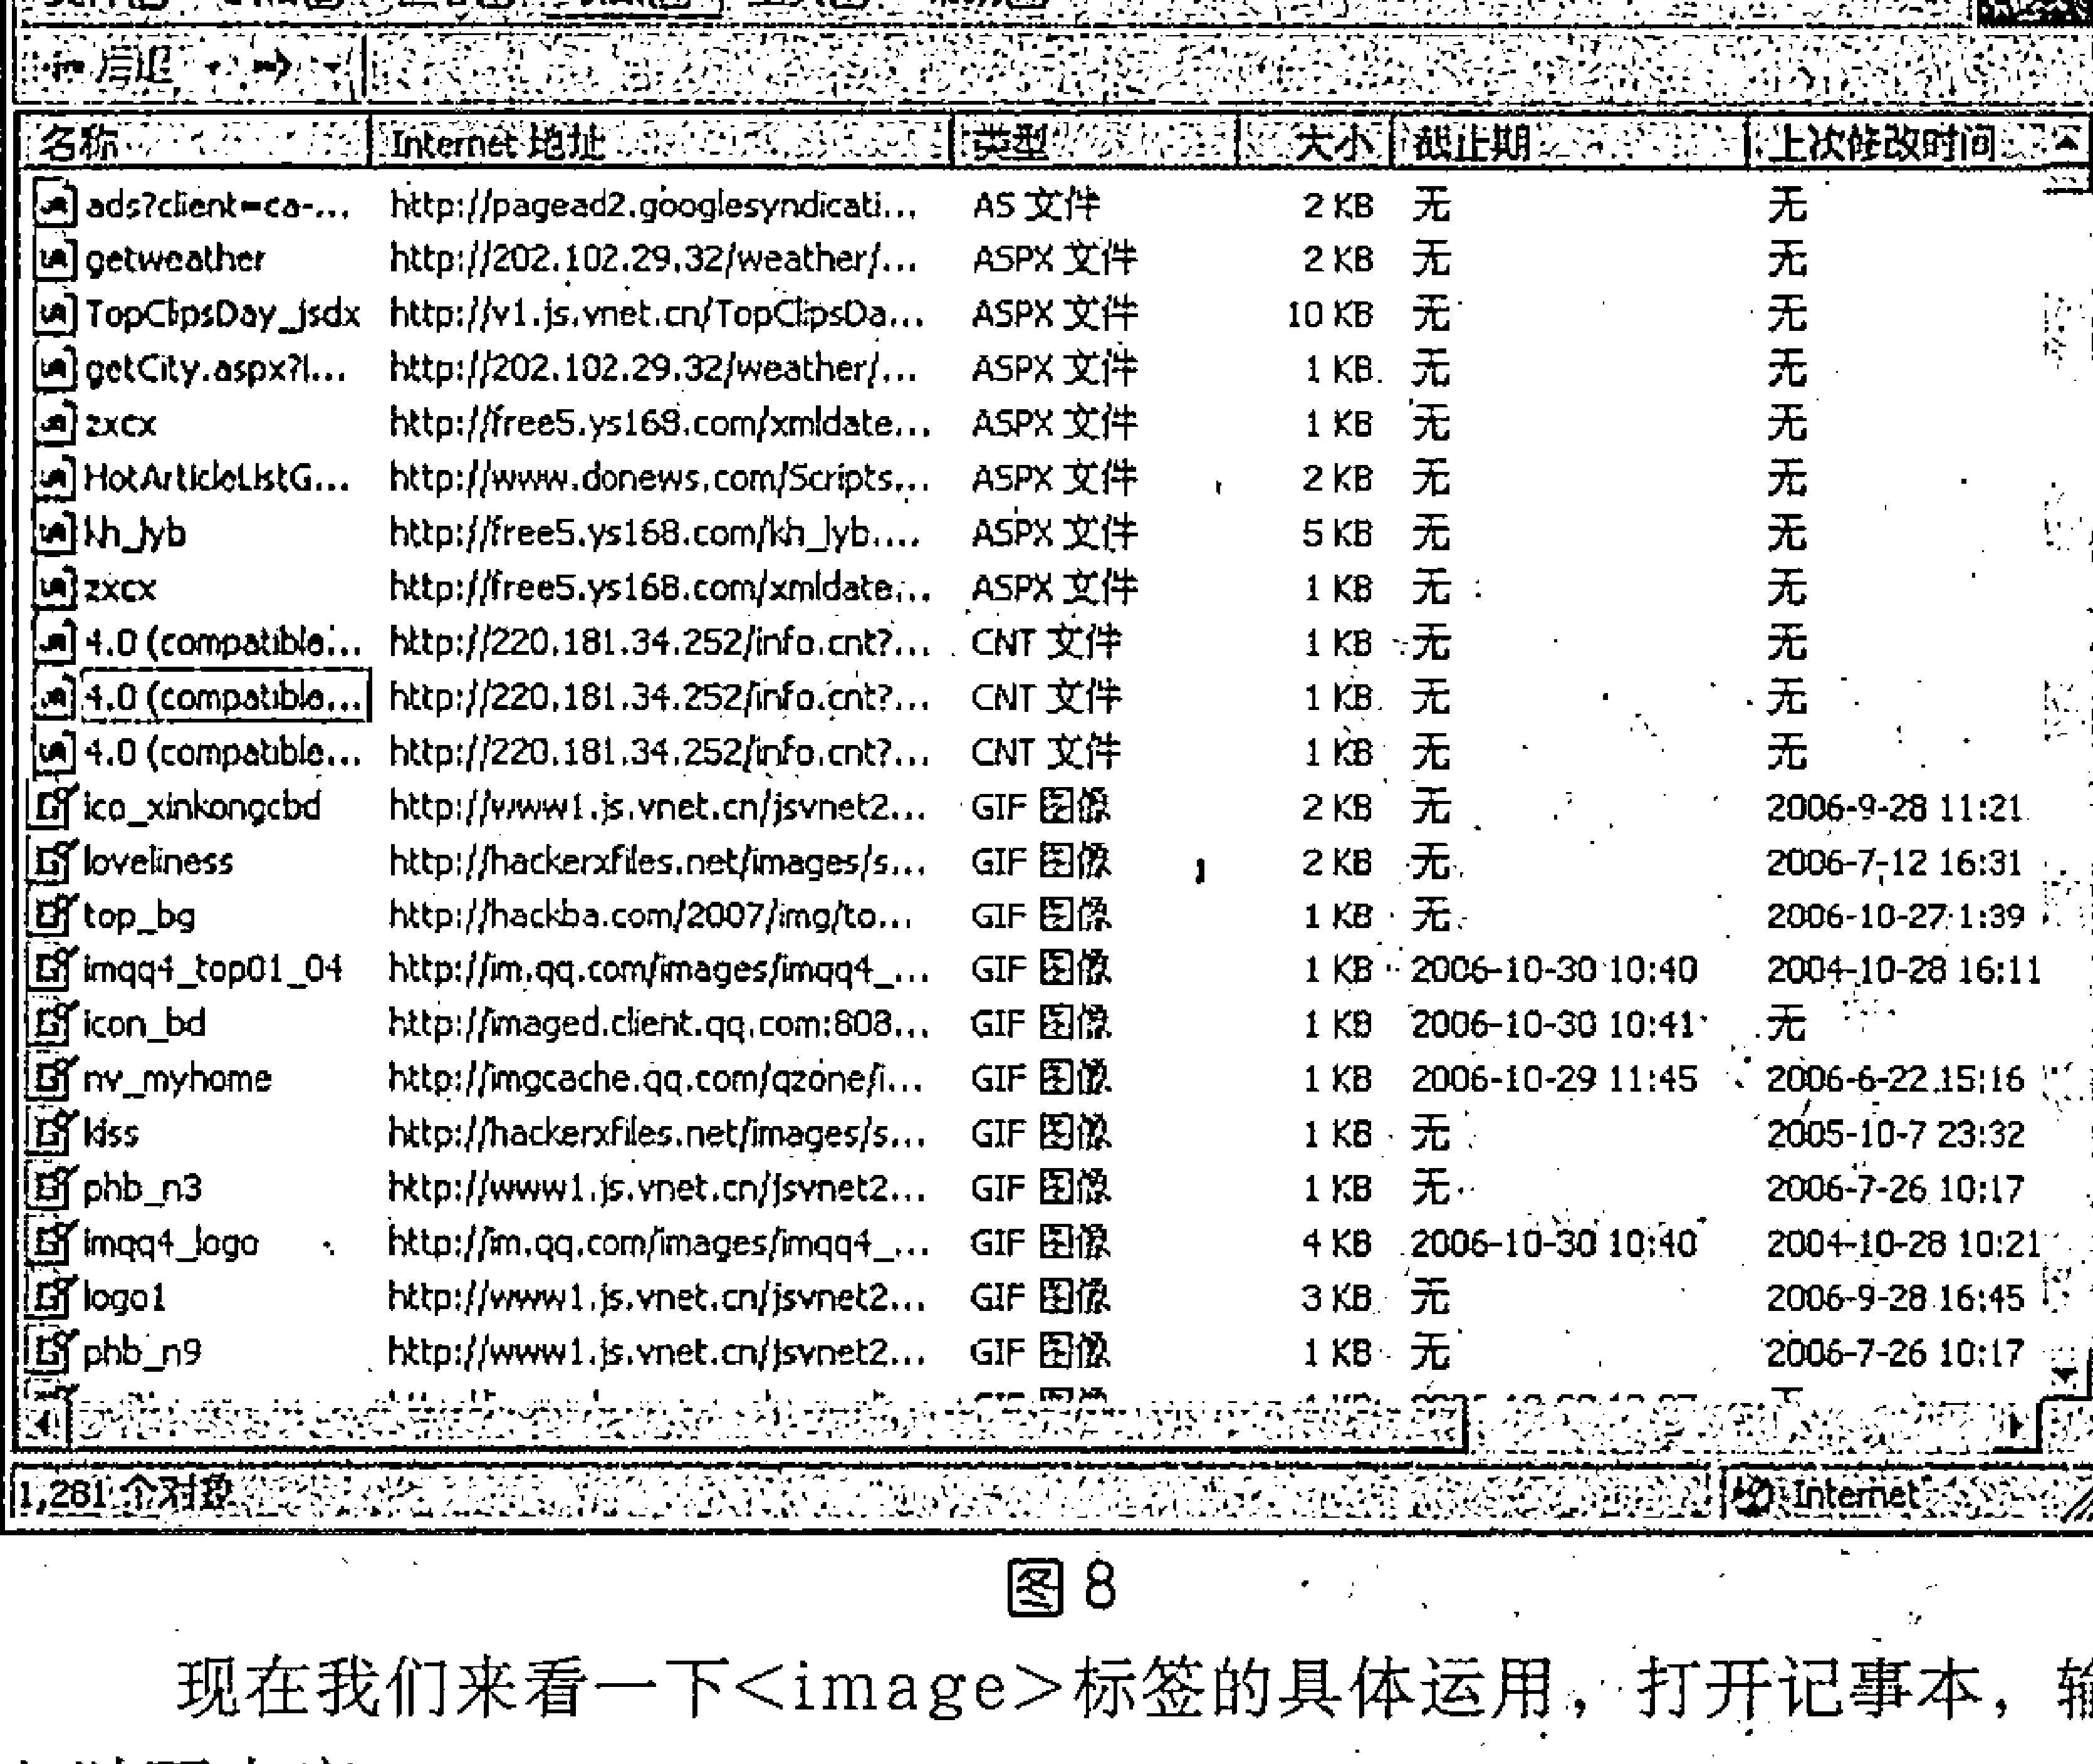 后退
名称 Internet 地址 类型 大小 截止期 上次修改时间
ads?client=ca-... http://pagead2.googlesyndicati... AS 文件 2 KB 无 无
getweather http://202.102.29.32/weather/... ASPX 文件 2 KB 无 无
TopClipsDay_jsdx http://v1.js.vnet.cn/TopClipsDa... ASPX 文件 10 KB 无 无
getCity.aspx?l... http://202.102.29.32/weather/... ASPX 文件 1 KB 无 无
zxcx http://free5.ys168.com/xmldate... ASPX 文件 1 KB 无 无
HotArticleListG... http://www.donews.com/Scripts... ASPX 文件 2 KB 无 无
kh_lyb http://free5.ys168.com/kh_lyb.... ASPX 文件 5 KB 无 无
zxcx http://free5.ys168.com/xmldate... ASPX 文件 1 KB 无 无
4.0 (compatible... http://220.181.34.252/info.cnt?... CNT 文件 1 KB 无 无
4.0 (compatible... http://220.181.34.252/info.cnt?... CNT 文件 1 KB 无 无
4.0 (compatible... http://220.181.34.252/info.cnt?... CNT 文件 1 KB 无 无
ico_xinkongcbd http://www1.js.vnet.cn/jsvnet2... GIF 图像 2 KB 无 2006-9-28 11:21
loveliness http://hackerxfiles.net/images/s... GIF 图像 2 KB 无 2006-7-12 16:31
top_bg http://hackba.com/2007/img/to... GIF 图像 1 KB 无 2006-10-27 1:39
imqq4_top01_04 http://im.qq.com/images/imqq4_... GIF 图像 1 KB 2006-10-30 10:40 2004-10-28 16:11
icon_bd http://imaged.client.qq.com:808... GIF 图像 1 KB 2006-10-30 10:41 无
nv_myhome http://imgcache.qq.com/qzone/i... GIF 图像 1 KB 2006-10-29 11:45 2006-6-22 15:16
kiss http://hackerxfiles.net/images/s... GIF 图像 1 KB 无 2005-10-7 23:32
phb_n3 http://www1.js.vnet.cn/jsvnet2... GIF 图像 1 KB 无 2006-7-26 10:17
imqq4_logo http://im.qq.com/images/imqq4_... GIF 图像 4 KB 2006-10-30 10:40 2004-10-28 10:21
logo1 http://www1.js.vnet.cn/jsvnet2... GIF 图像 3 KB 无 2006-9-28 16:45
phb_n9 http://www1.js.vnet.cn/jsvnet2... GIF 图像 1 KB 无 2006-7-26 10:17
1,281 个对象 Internet
图 8
现在我们来看一下<image>标签的具体运用，打开记事本，输